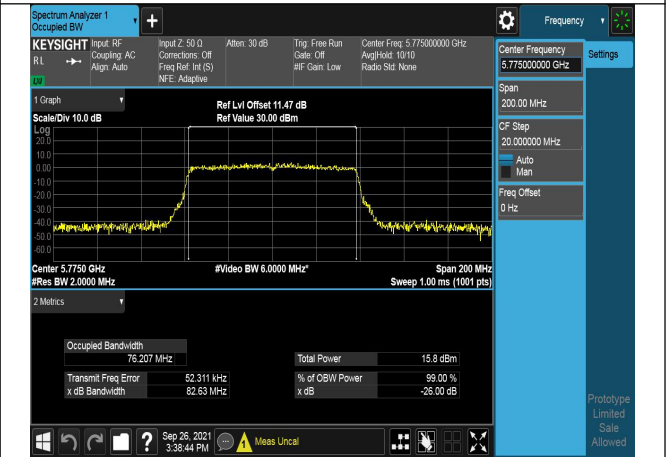 Spectrum Analyzer 1
Occupied BW
+
Frequency
KEYSIGHT
RL
LXI
Input: RF
Coupling: AC
Align: Auto
Input Z: 50 Ω
Corrections: Off
Freq Ref: Int (S)
NFE: Adaptive
Atten: 30 dB
Trig: Free Run
Gate: Off
#IF Gain: Low
Center Freq: 5.775000000 GHz
Avg|Hold: 10/10
Radio Std: None
Center Frequency
5.775000000 GHz
Settings
Span
200.00 MHz
CF Step
20.000000 MHz
Auto
Man
Freq Offset
0 Hz
1 Graph
Scale/Div 10.0 dB
Ref Lvl Offset 11.47 dB
Ref Value 30.00 dBm
Log
20.0
10.0
0.00
-10.0
-20.0
-30.0
-40.0
-50.0
-60.0
Center 5.7750 GHz
#Res BW 2.0000 MHz
#Video BW 6.0000 MHz*
Span 200 MHz
Sweep 1.00 ms (1001 pts)
2 Metrics
Occupied Bandwidth
76.207 MHz
Total Power 15.8 dBm
Transmit Freq Error 52.311 kHz
% of OBW Power 99.00 %
x dB Bandwidth 82.63 MHz
x dB -26.00 dB
Prototype
Limited
Sale
Allowed
?
Sep 26, 2021
3:38:44 PM
Meas Uncal